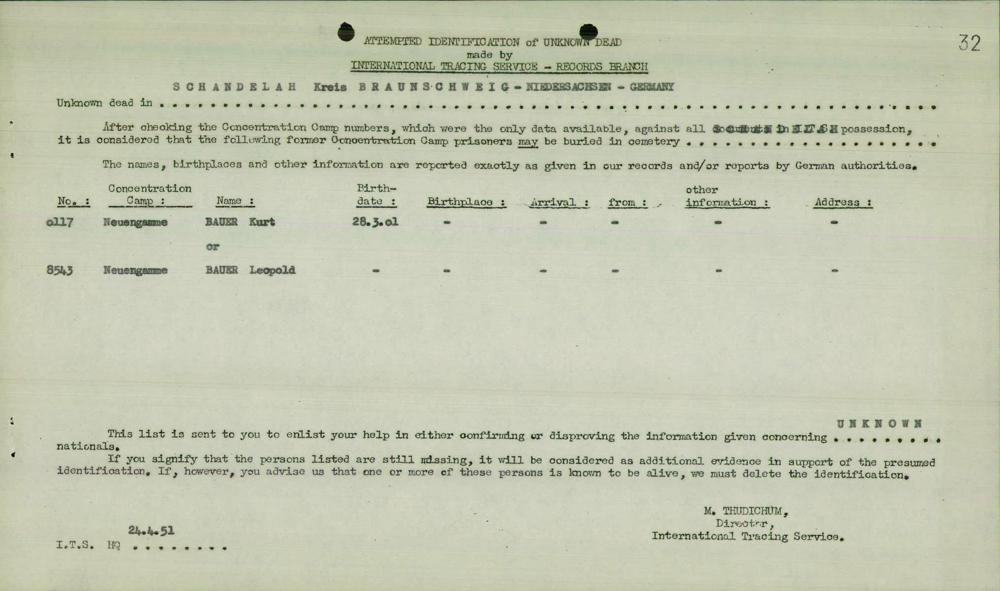 32
ATTEMPTED IDENTIFICATION of UNKNOWN DEAD
made by
INTERNATIONAL TRACING SERVICE - RECORDS BRANCH
S C H A N D E L A H Kreis B R A U N S C H W E I G - NIEDERSACHSEN - GERMANY
Unknown dead in . . . . . . . . . . . . . . . . . . . . . . . . . . . . . . . . . . . . . . . . . . . . . . . . . . . . . . . .
After checking the Concentration Camp numbers, which were the only data available, against all documents in possession,
it is considered that the following former Concentration Camp prisoners may be buried in cemetery . . . . . . . . . . . . . . . . . .
The names, birthplaces and other information are reported exactly as given in our records and/or reports by German authorities.
No. : Concentration Camp : Name : Birth-date : Birthplace : Arrival : from : other information : Address :
0117 Neuengamme BAUER Kurt 28.3.01 - - - - -
or
8543 Neuengamme BAUER Leopold - - - - - -
U N K N O W N
This list is sent to you to enlist your help in either confirming or disproving the information given concerning . . . . . . . . .
nationals.
If you signify that the persons listed are still missing, it will be considered as additional evidence in support of the presumed
identification. If, however, you advise us that one or more of these persons is known to be alive, we must delete the identification.
M. THUDICHUM,
Director,
International Tracing Service.
24.4.51
I.T.S. HQ . . . . . . . .